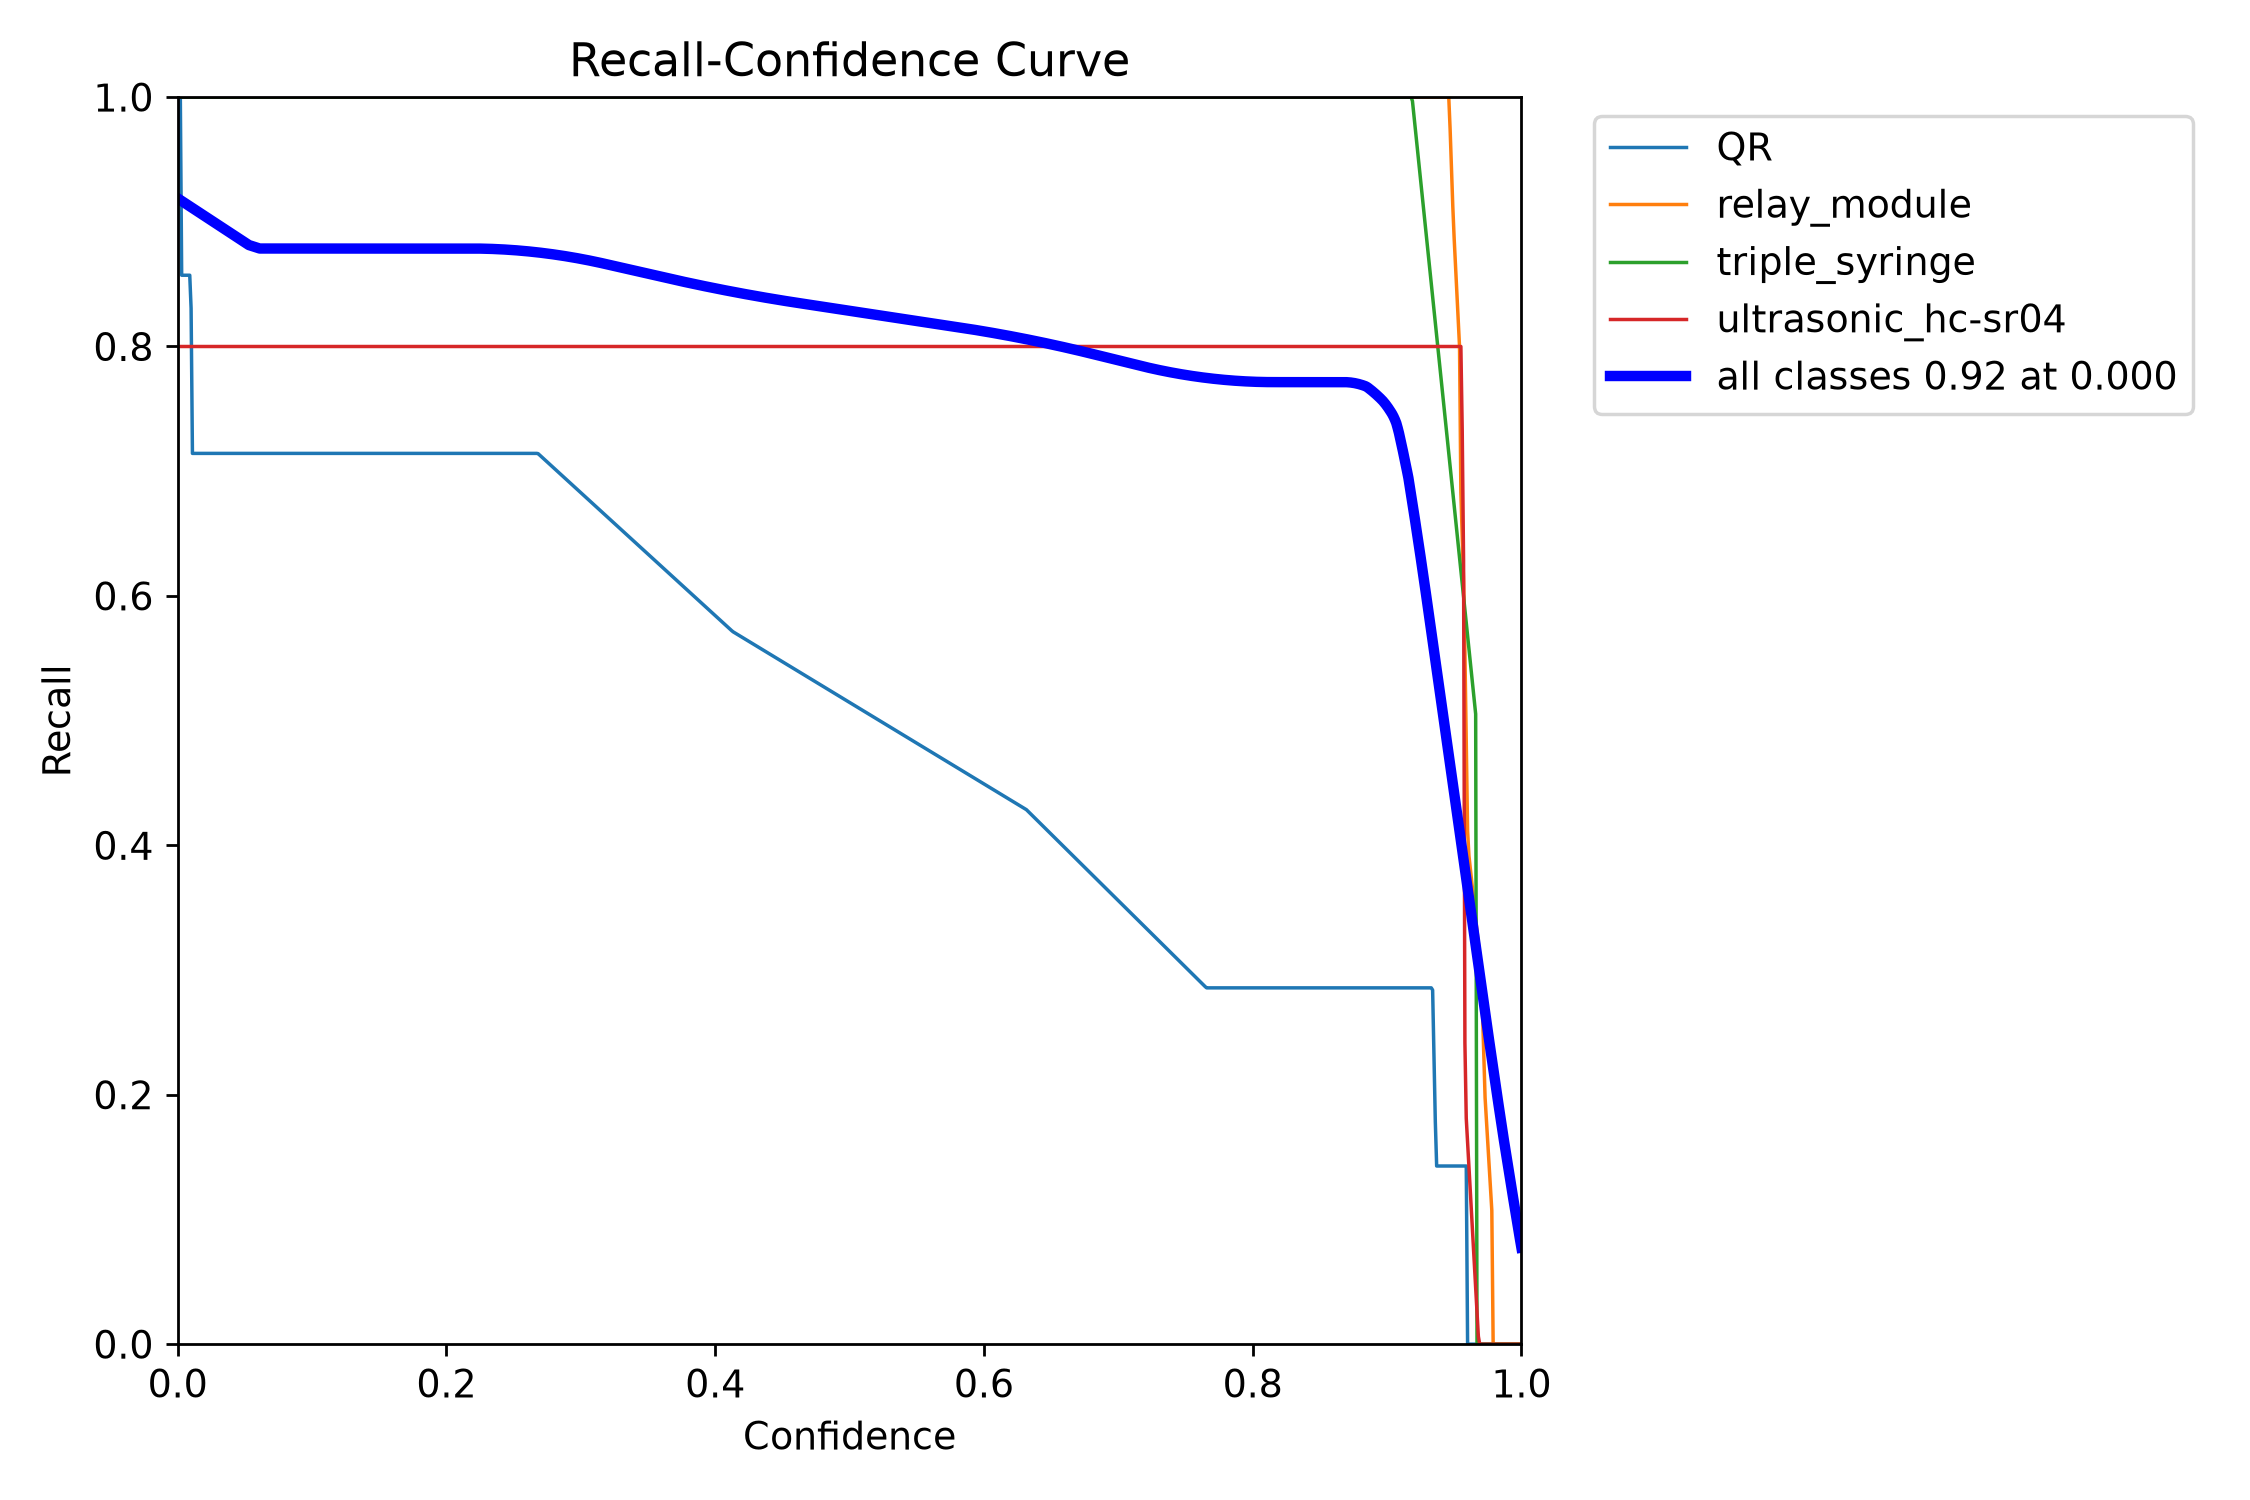 Recall-Confidence Curve
1.0
0.8
0.6
0.4
0.2
0.0
Recall
0.0 0.2 0.4 0.6 0.8 1.0
Confidence
QR
relay_module
triple_syringe
ultrasonic_hc-sr04
all classes 0.92 at 0.000